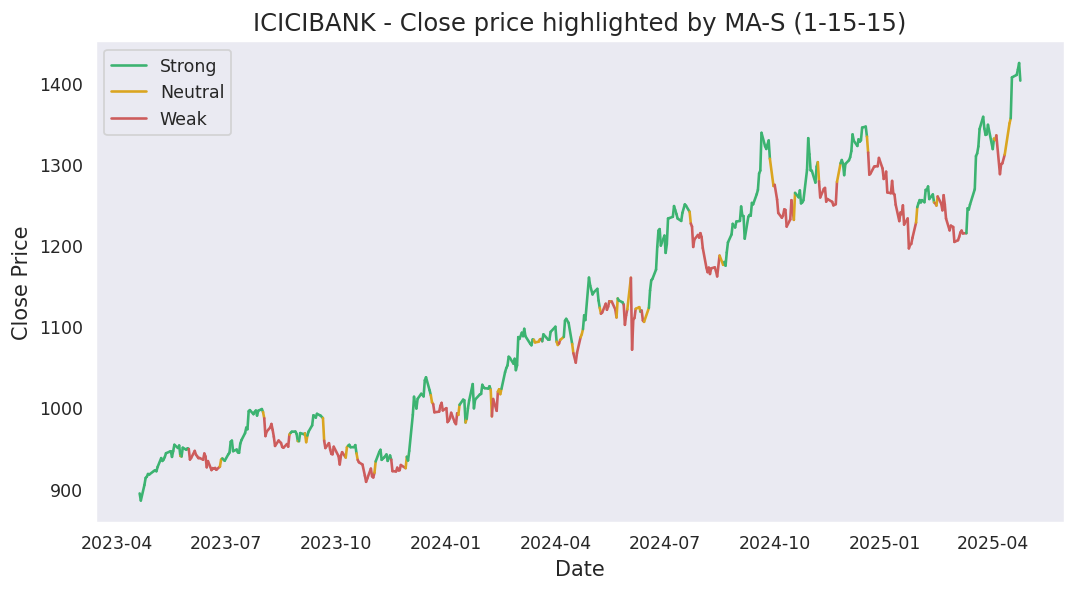 ICICIBANK - Close price highlighted by MA-S (1-15-15)
Strong
Neutral
Weak
Close Price
1400
1300
1200
1100
1000
900
2023-04 2023-07 2023-10 2024-01 2024-04 2024-07 2024-10 2025-01 2025-04
Date